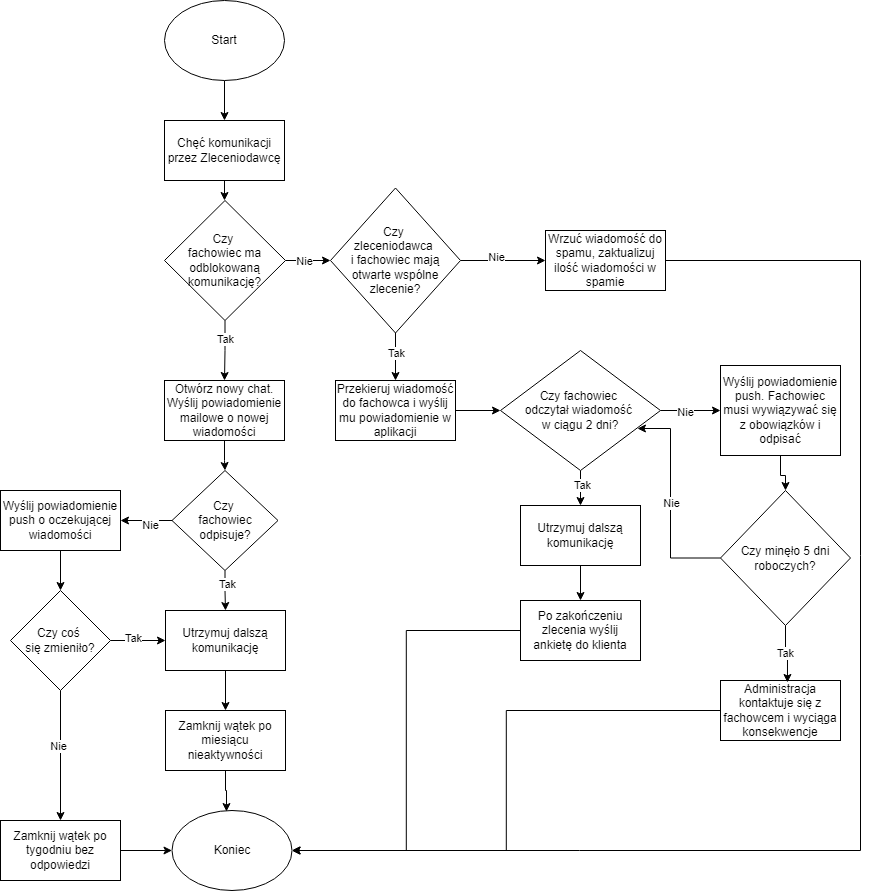 Start
Chęć komunikacji
przez Zleceniodawcę
Czy
fachowiec ma
odblokowaną
komunikację?
Nie
Czy
zleceniodawca
i fachowiec mają
otwarte wspólne
zlecenie?
Nie
Wrzuć wiadomość do
spamu, zaktualizuj
ilość wiadomości w
spamie
Tak
Tak
Otwórz nowy chat.
Wyślij powiadomienie
mailowe o nowej
wiadomości
Przekieruj wiadomość
do fachowca i wyślij
mu powiadomienie w
aplikacji
Czy fachowiec
odczytał wiadomość
w ciągu 2 dni?
Nie
Wyślij powiadomienie
push. Fachowiec
musi wywiązywać się
z obowiązków i
odpisać
Wyślij powiadomienie
push o oczekującej
wiadomości
Nie
Czy
fachowiec
odpisuje?
Tak
Nie
Utrzymuj dalszą
komunikację
Czy minęło 5 dni
roboczych?
Tak
Czy coś
się zmieniło?
Tak
Utrzymuj dalszą
komunikację
Po zakończeniu
zlecenia wyślij
ankietę do klienta
Tak
Nie
Zamknij wątek po
miesiącu
nieaktywności
Administracja
kontaktuje się z
fachowcem i wyciąga
konsekwencje
Zamknij wątek po
tygodniu bez
odpowiedzi
Koniec